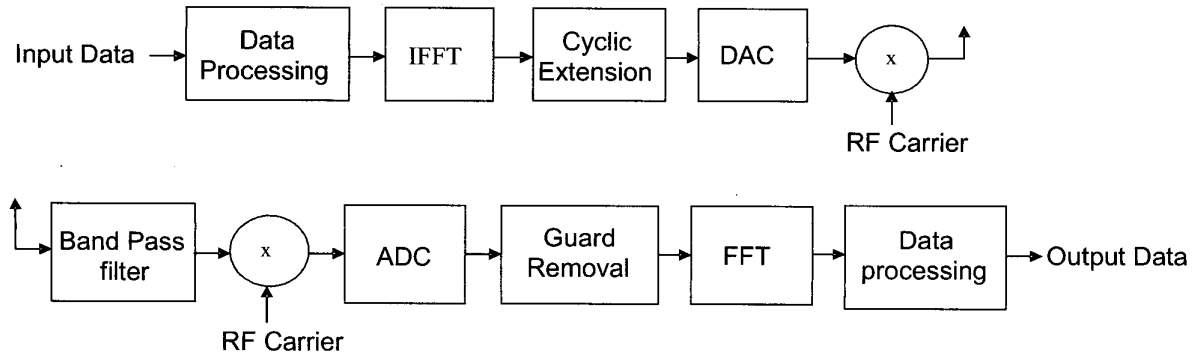 Input Data
Data
Processing
IFFT
Cyclic
Extension
DAC
x
RF Carrier
Band Pass
filter
x
RF Carrier
ADC
Guard
Removal
FFT
Data
processing
Output Data